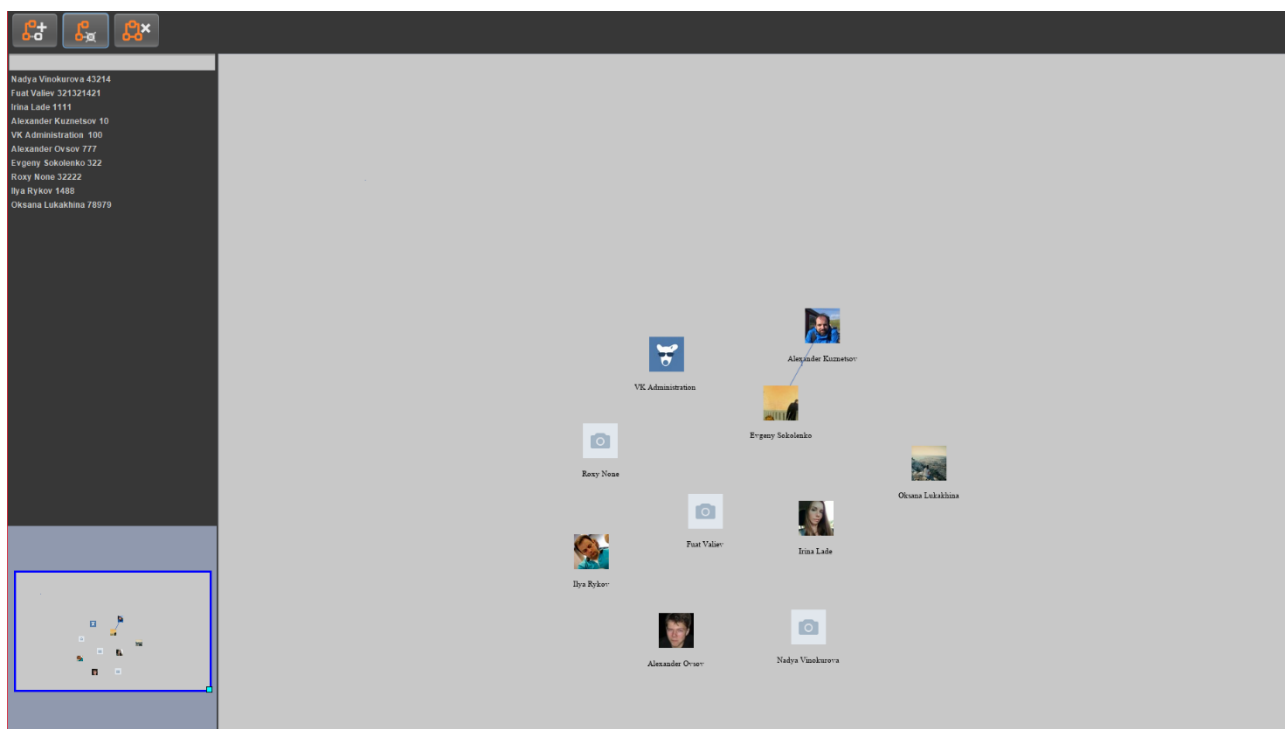 Nadya Vinokurova 43214
Fuat Valiev 321321421
Irina Lade 1111
Alexander Kuznetsov 10
VK Administration 100
Alexander Ovsov 777
Evgeny Sokolenko 322
Roxy None 32222
Ilya Rykov 1488
Oksana Lukakhina 78979
Alexander Kuznetsov
VK Administration
Evgeny Sokolenko
Roxy None
Oksana Lukakhina
Fuat Valiev
Irina Lade
Ilya Rykov
Alexander Ovsov
Nadya Vinokurova